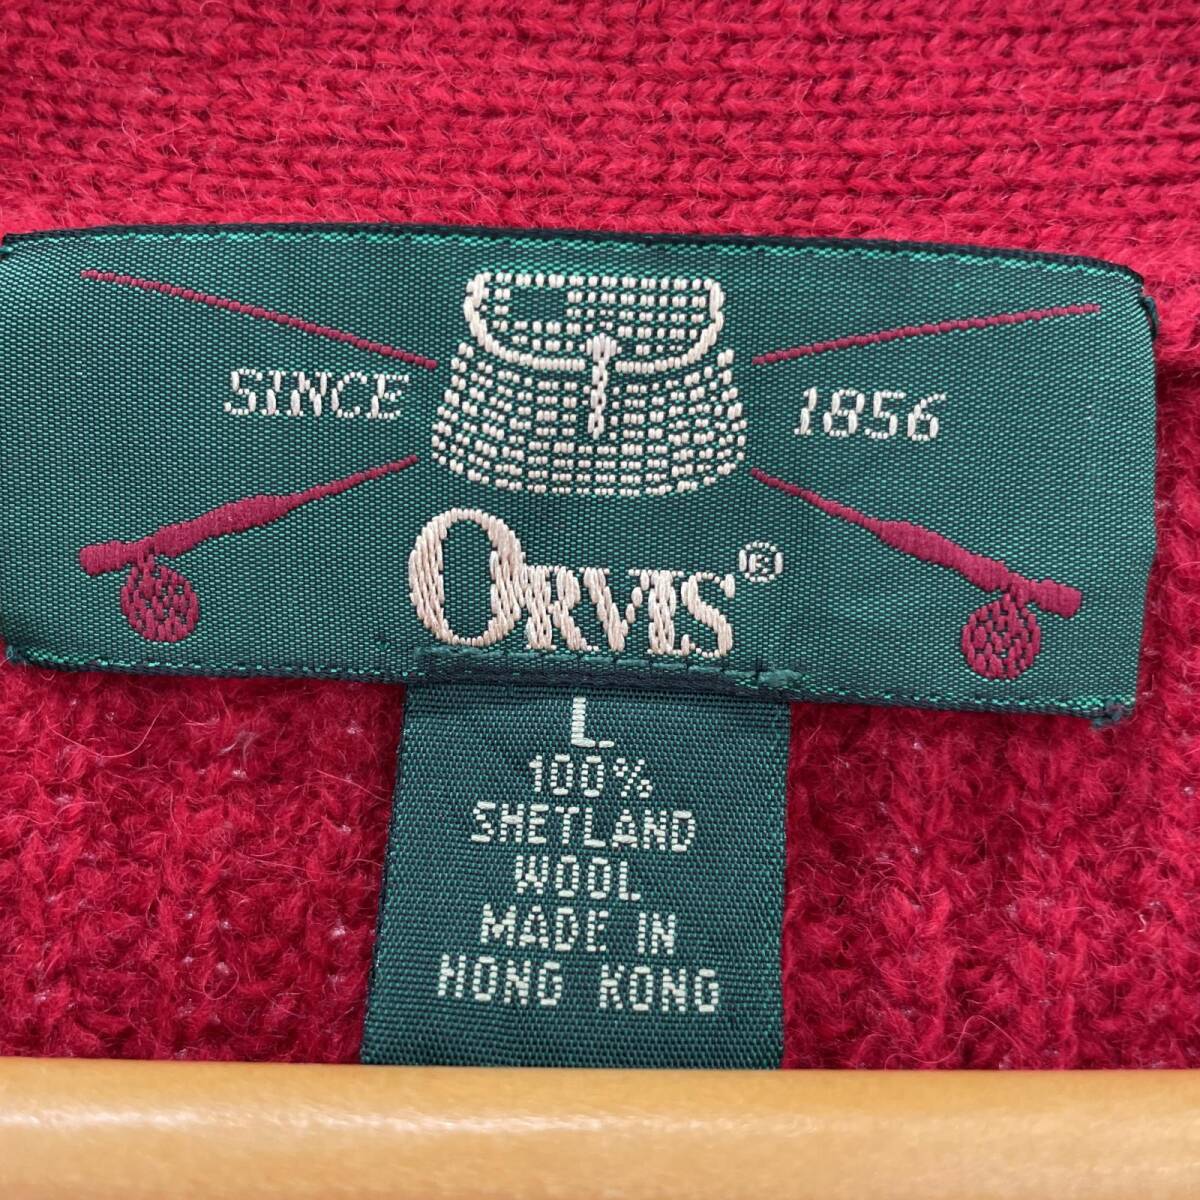 SINCE 1856
ORVIS®
L
100%
SHETLAND
WOOL
MADE IN
HONG KONG